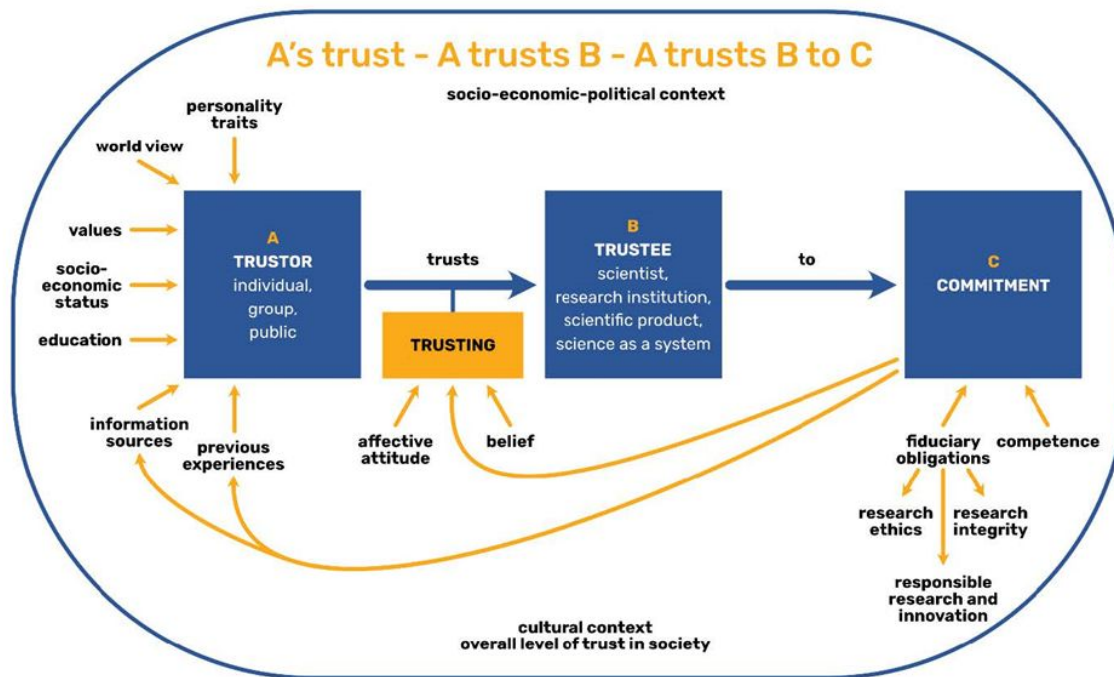 A's trust - A trusts B - A trusts B to C
socio-economic-political context
personality
traits
world view
values
socio-
economic
status
education
information
sources
previous
experiences
A
TRUSTOR
individual,
group,
public
trusts
TRUSTING
affective
attitude
belief
B
TRUSTEE
scientist,
research institution,
scientific product,
science as a system
to
C
COMMITMENT
fiduciary
obligations
competence
research
ethics
research
integrity
responsible
research and
innovation
cultural context
overall level of trust in society